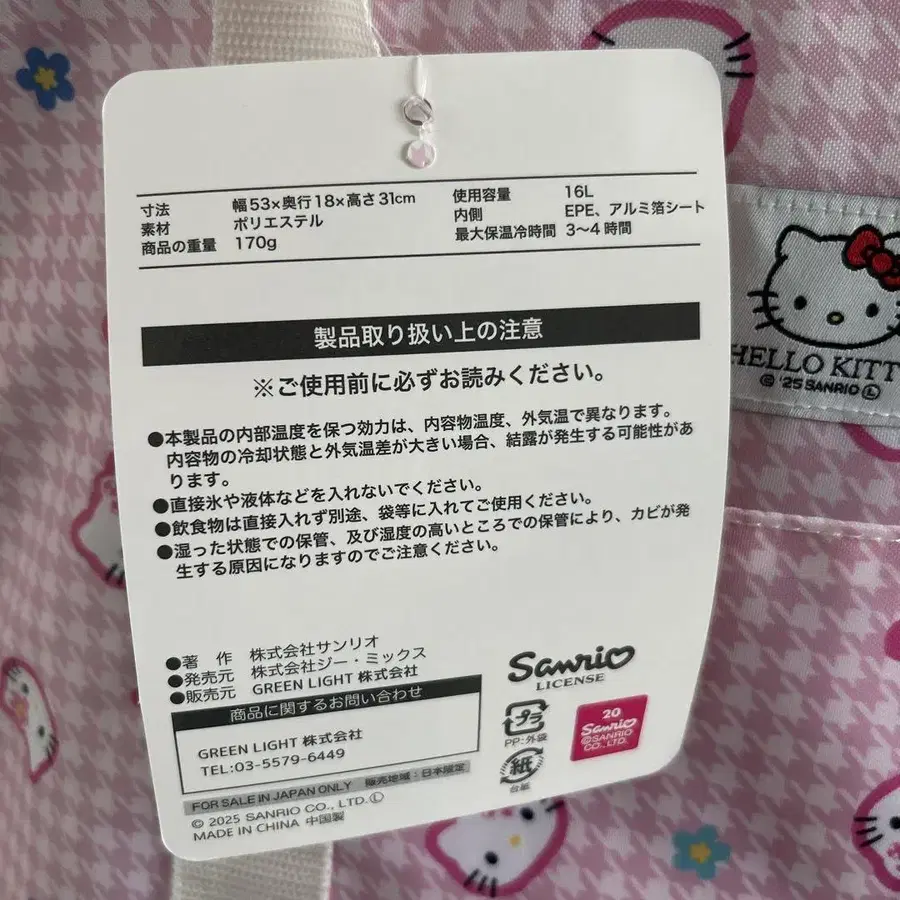 寸法 幅53×奥行18×高さ31cm
素材 ポリエステル
商品の重量 170g
使用容量 16L
内側 EPE、アルミ箔シート
最大保温冷時間 3〜4時間
製品取り扱い上の注意
※ご使用前に必ずお読みください。
●本製品の内部温度を保つ効力は、内容物温度、外気温で異なります。
内容物の冷却状態と外気温差が大きい場合、結露が発生する可能性があ
ります。
●直接氷や液体などを入れないでください。
●飲食物は直接入れず別途、袋等に入れてご使用ください。
●湿った状態での保管、及び湿度の高いところでの保管により、カビが発
生する原因になりますのでご注意ください。
●著 作 株式会社サンリオ
●発売元 株式会社ジー・ミックス
●販売元 GREEN LIGHT 株式会社
商品に関するお問い合わせ
GREEN LIGHT 株式会社
TEL:03-5579-6449
FOR SALE IN JAPAN ONLY 販売地域:日本限定
© 2025 SANRIO CO., LTD. Ⓛ
MADE IN CHINA 中国製
Sanrio
LICENSE
プラ
PP:外袋
紙
台紙
20
Sanrio
©SANRIO
CO., LTD.
HELLO KITT
© '25 SANRIO Ⓛ